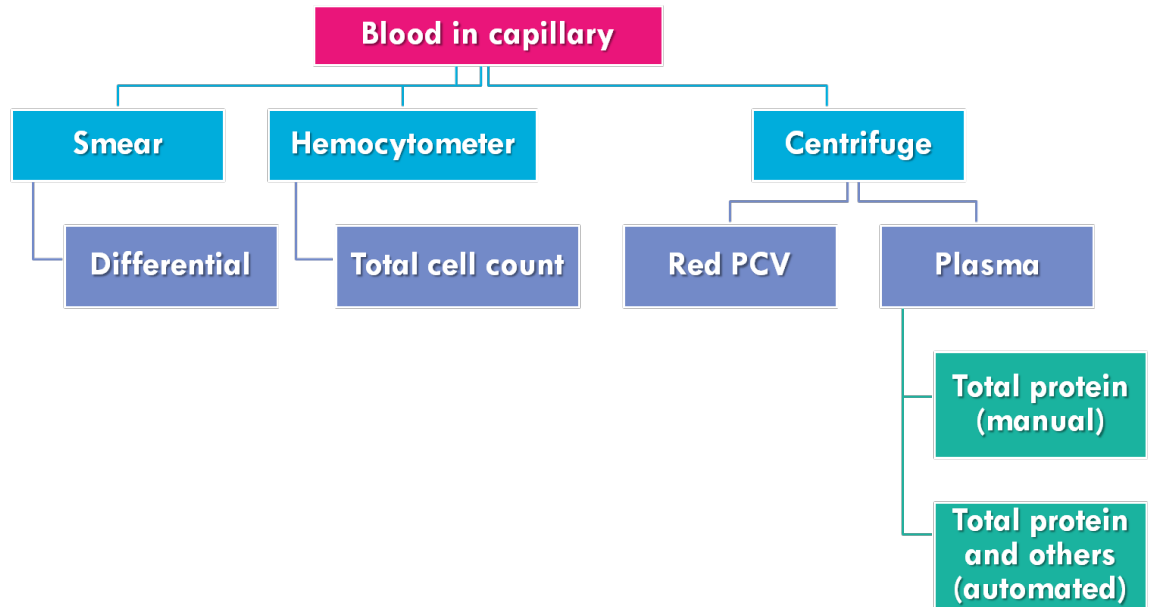 Blood in capillary
Smear
Hemocytometer
Centrifuge
Differential
Total cell count
Red PCV
Plasma
Total protein
(manual)
Total protein
and others
(automated)